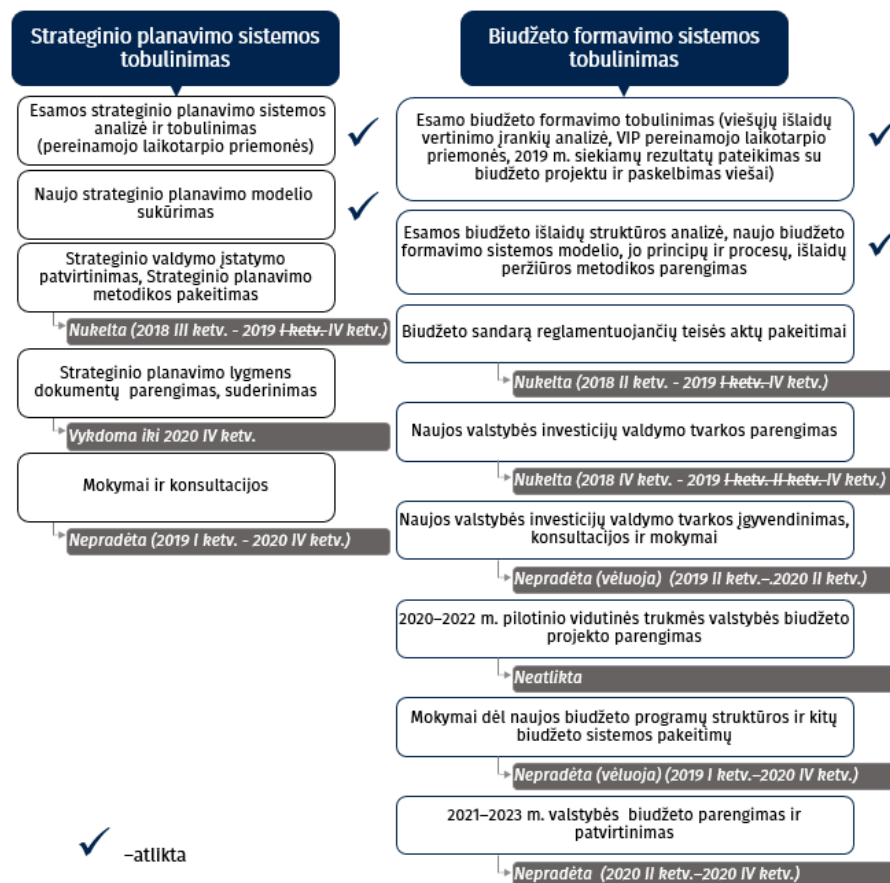 Strateginio planavimo sistemos
tobulinimas
Esamos strateginio planavimo sistemos
analizė ir tobulinimas
(pereinamojo laikotarpio priemonės)
Naujo strateginio planavimo modelio
sukūrimas
Strateginio valdymo įstatymo
patvirtinimas, Strateginio planavimo
metodikos pakeitimas
Nukelta (2018 III ketv. - 2019 I ketv. IV ketv.)
Strateginio planavimo lygmens
dokumentų parengimas, suderinimas
Vykdoma iki 2020 IV ketv.
Mokymai ir konsultacijos
Nepradėta (2019 I ketv. - 2020 IV ketv.)
–atlikta
Biudžeto formavimo sistemos
tobulinimas
Esamo biudžeto formavimo tobulinimas (viešųjų išlaidų
vertinimo įrankių analizė, VIP pereinamojo laikotarpio
priemonės, 2019 m. siekiamų rezultatų pateikimas su
biudžeto projektu ir paskelbimas viešai)
Esamos biudžeto išlaidų struktūros analizė, naujo biudžeto
formavimo sistemos modelio, jo principų ir procesų, išlaidų
peržiūros metodikos parengimas
Biudžeto sandarą reglamentuojančių teisės aktų pakeitimai
Nukelta (2018 II ketv. - 2019 I ketv. IV ketv.)
Naujos valstybės investicijų valdymo tvarkos parengimas
Nukelta (2018 IV ketv. - 2019 I ketv. II ketv. IV ketv.)
Naujos valstybės investicijų valdymo tvarkos įgyvendinimas,
konsultacijos ir mokymai
Nepradėta (vėluoja) (2019 II ketv.–.2020 II ketv.)
2020–2022 m. pilotinio vidutinės trukmės valstybės biudžeto
projekto parengimas
Neatlikta
Mokymai dėl naujos biudžeto programų struktūros ir kitų
biudžeto sistemos pakeitimų
Nepradėta (vėluoja) (2019 I ketv.–2020 IV ketv.)
2021–2023 m. valstybės biudžeto parengimas ir
patvirtinimas
Nepradėta (2020 II ketv.–2020 IV ketv.)